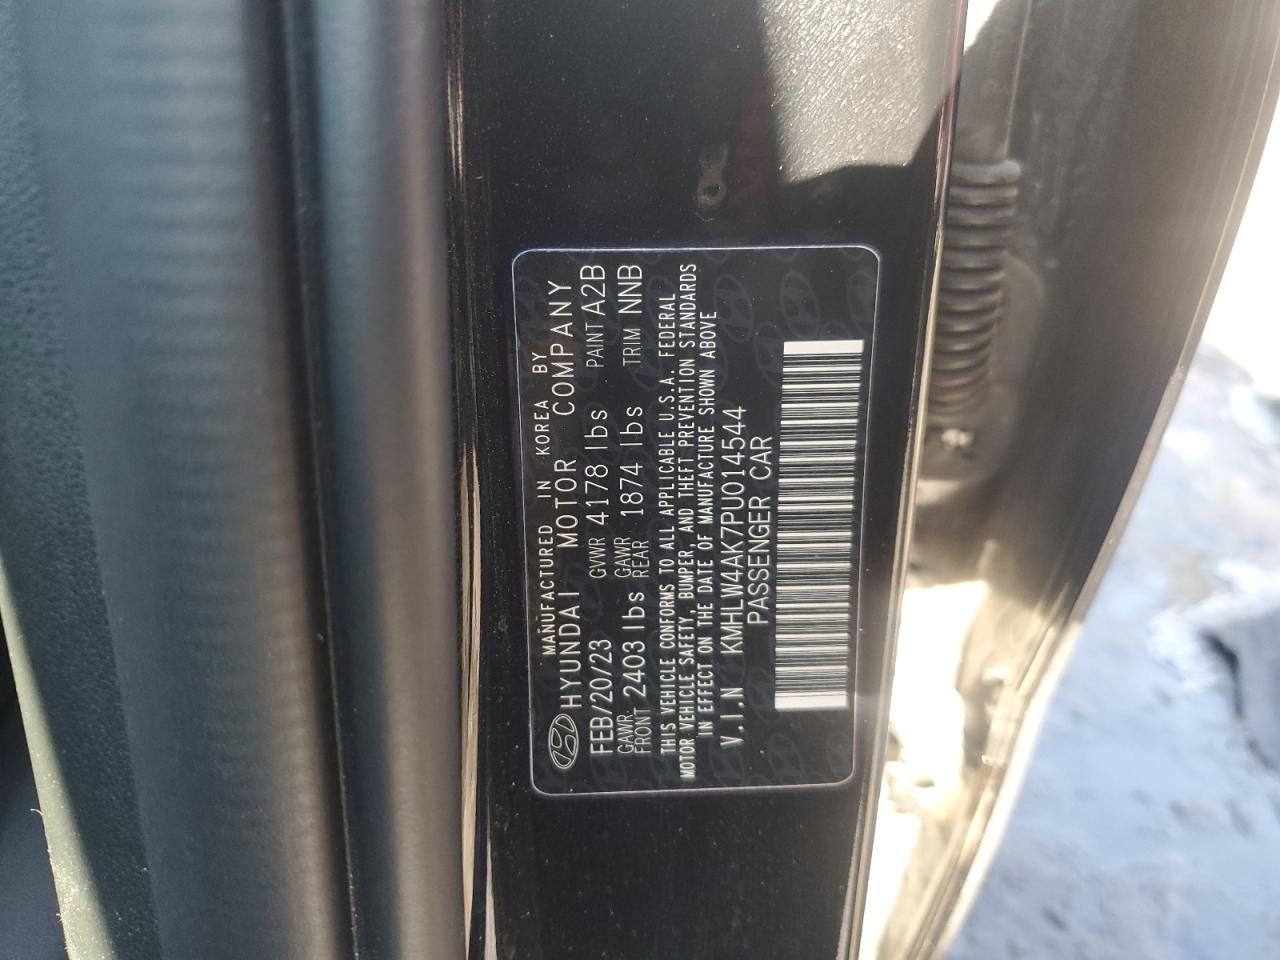 MANUFACTURED IN KOREA BY
HYUNDAI MOTOR COMPANY
FEB/20/23 GVWR 4178 lbs PAINT A2B
GAWR FRONT 2403 lbs GAWR REAR 1874 lbs TRIM NNB
THIS VEHICLE CONFORMS TO ALL APPLICABLE U.S.A. FEDERAL
MOTOR VEHICLE SAFETY, BUMPER, AND THEFT PREVENTION STANDARDS
IN EFFECT ON THE DATE OF MANUFACTURE SHOWN ABOVE
V.I.N KMHLW4AK7PU014544
PASSENGER CAR